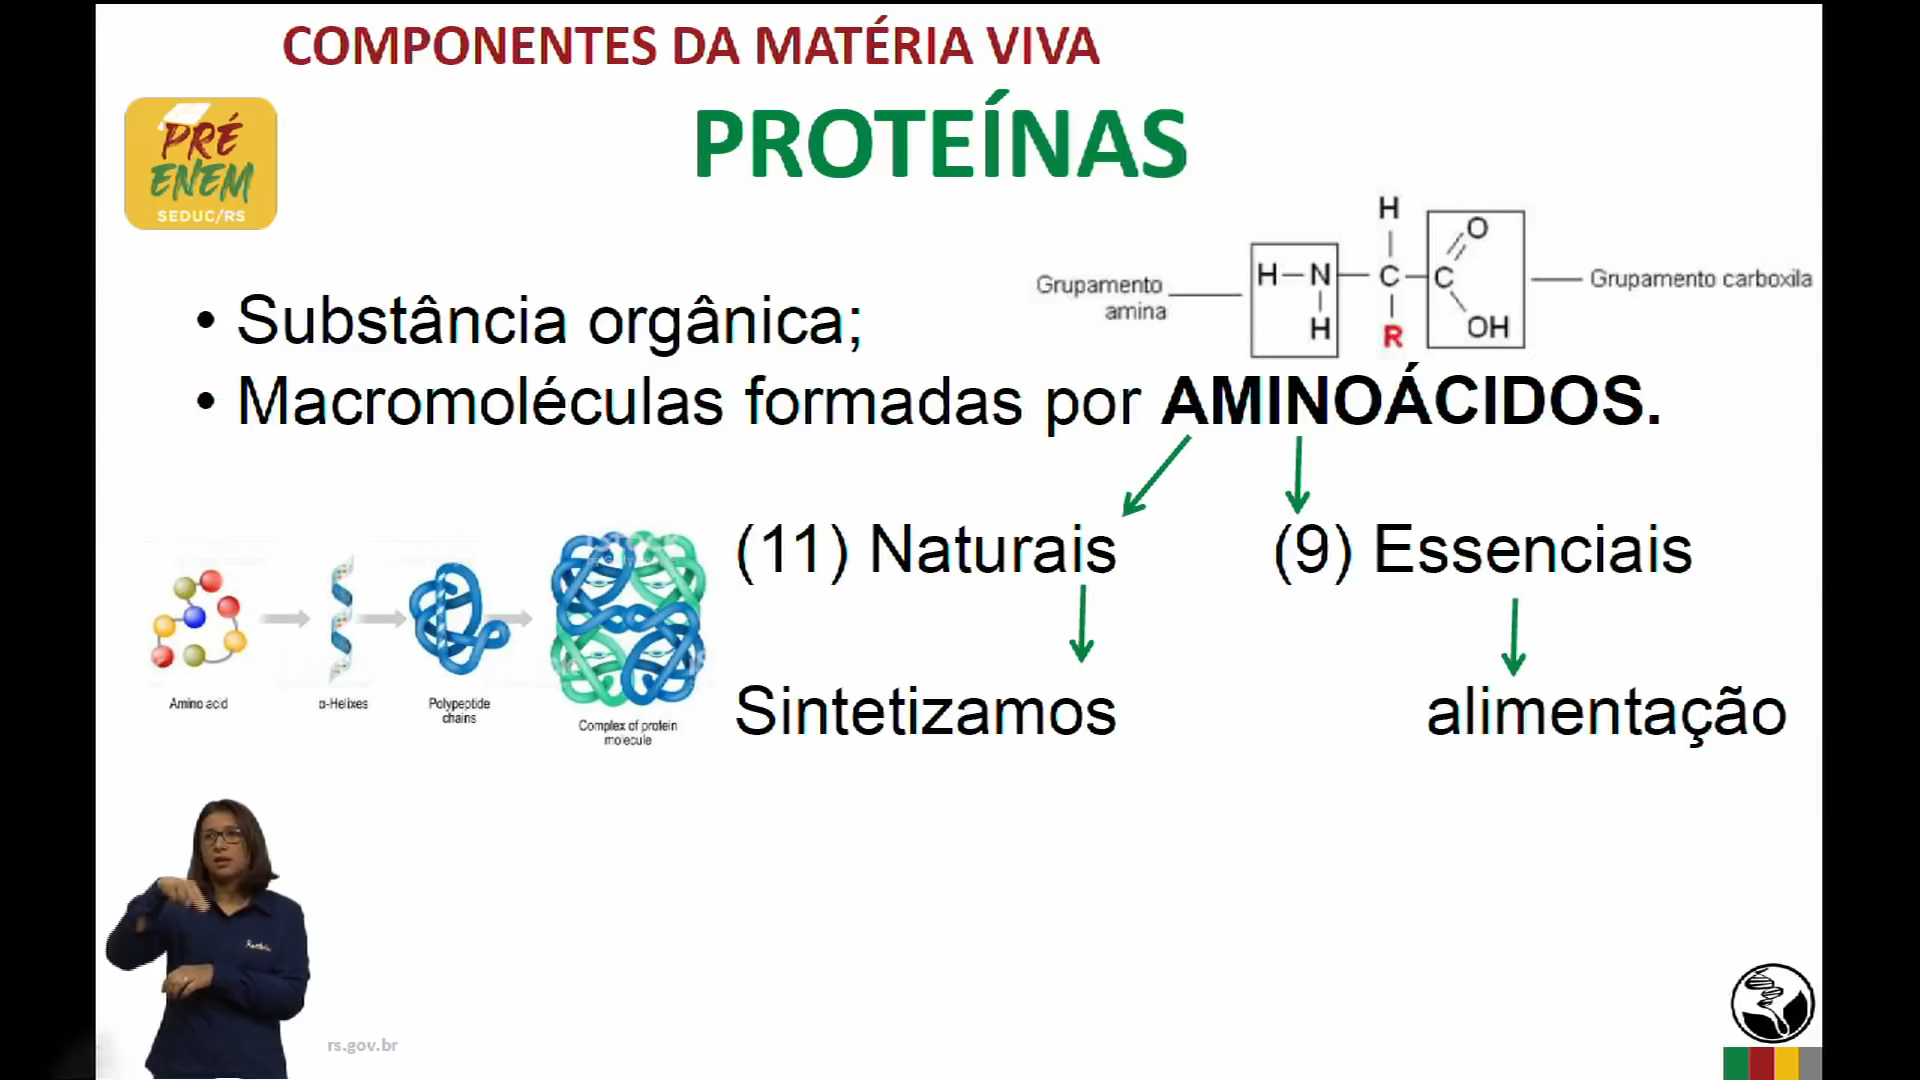 COMPONENTES DA MATÉRIA VIVA
PROTEÍNAS
PRÉ
ENEM
SEDUC/RS
H
O
H N C C
H
R
OH
Grupamento
amina
Grupamento carboxila
• Substância orgânica;
• Macromoléculas formadas por AMINOÁCIDOS.
(11) Naturais
(9) Essenciais
Sintetizamos
alimentação
Amino acid
α-Helixes
Polypeptide
chains
Complex of protein
molecule
rs.gov.br